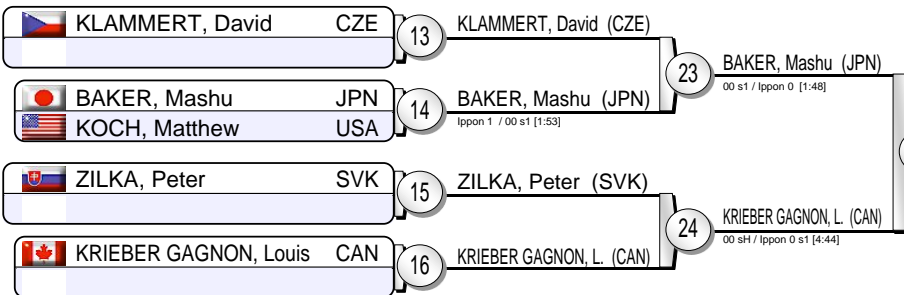 KLAMMERT, David CZE
13
KLAMMERT, David (CZE)
23
BAKER, Mashu (JPN)
00 s1 / Ippon 0 [1:48]
BAKER, Mashu JPN
KOCH, Matthew USA
14
BAKER, Mashu (JPN)
Ippon 1 / 00 s1 [1:53]
ZILKA, Peter SVK
15
ZILKA, Peter (SVK)
24
KRIEBER GAGNON, L. (CAN)
00 sH / Ippon 0 s1 [4:44]
KRIEBER GAGNON, Louis CAN
16
KRIEBER GAGNON, L. (CAN)